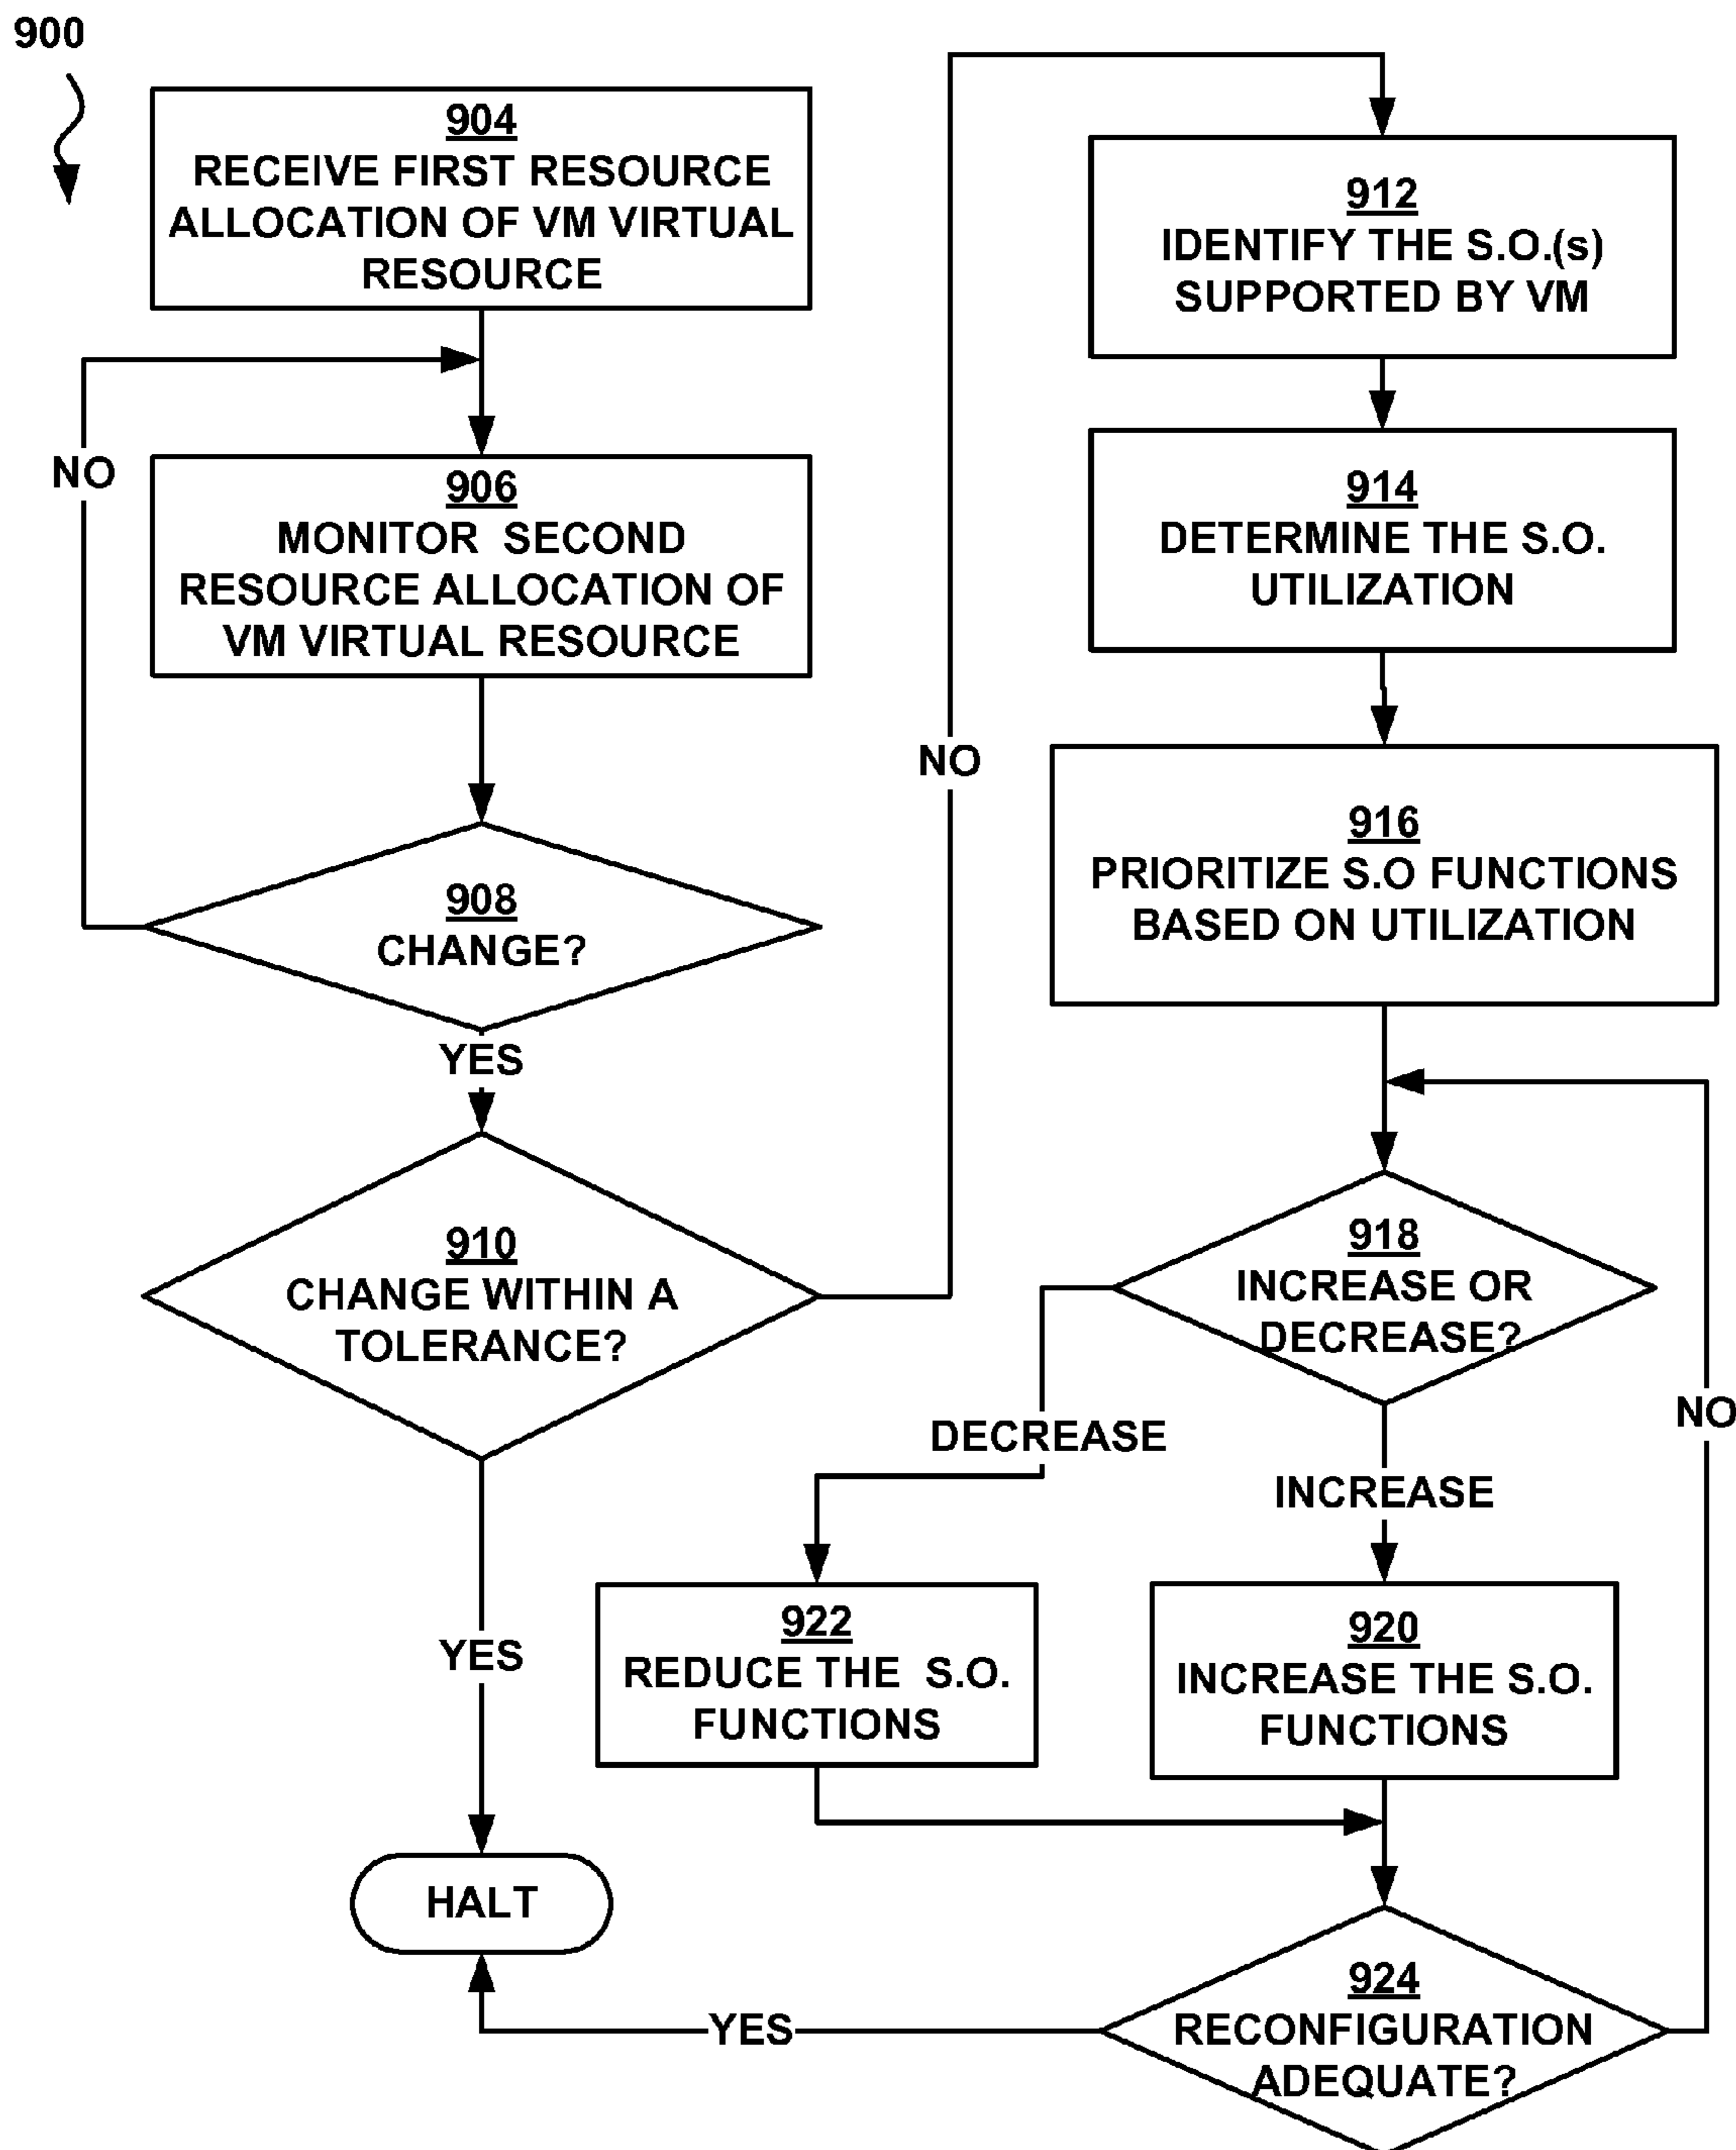 900
904
RECEIVE FIRST RESOURCE
ALLOCATION OF VM VIRTUAL
RESOURCE
NO
906
MONITOR SECOND
RESOURCE ALLOCATION OF
VM VIRTUAL RESOURCE
908
CHANGE?
YES
910
CHANGE WITHIN A
TOLERANCE?
YES
HALT
NO
912
IDENTIFY THE S.O.(s)
SUPPORTED BY VM
914
DETERMINE THE S.O.
UTILIZATION
916
PRIORITIZE S.O FUNCTIONS
BASED ON UTILIZATION
918
INCREASE OR
DECREASE?
DECREASE
INCREASE
NO
922
REDUCE THE S.O.
FUNCTIONS
920
INCREASE THE S.O.
FUNCTIONS
924
RECONFIGURATION
ADEQUATE?
YES